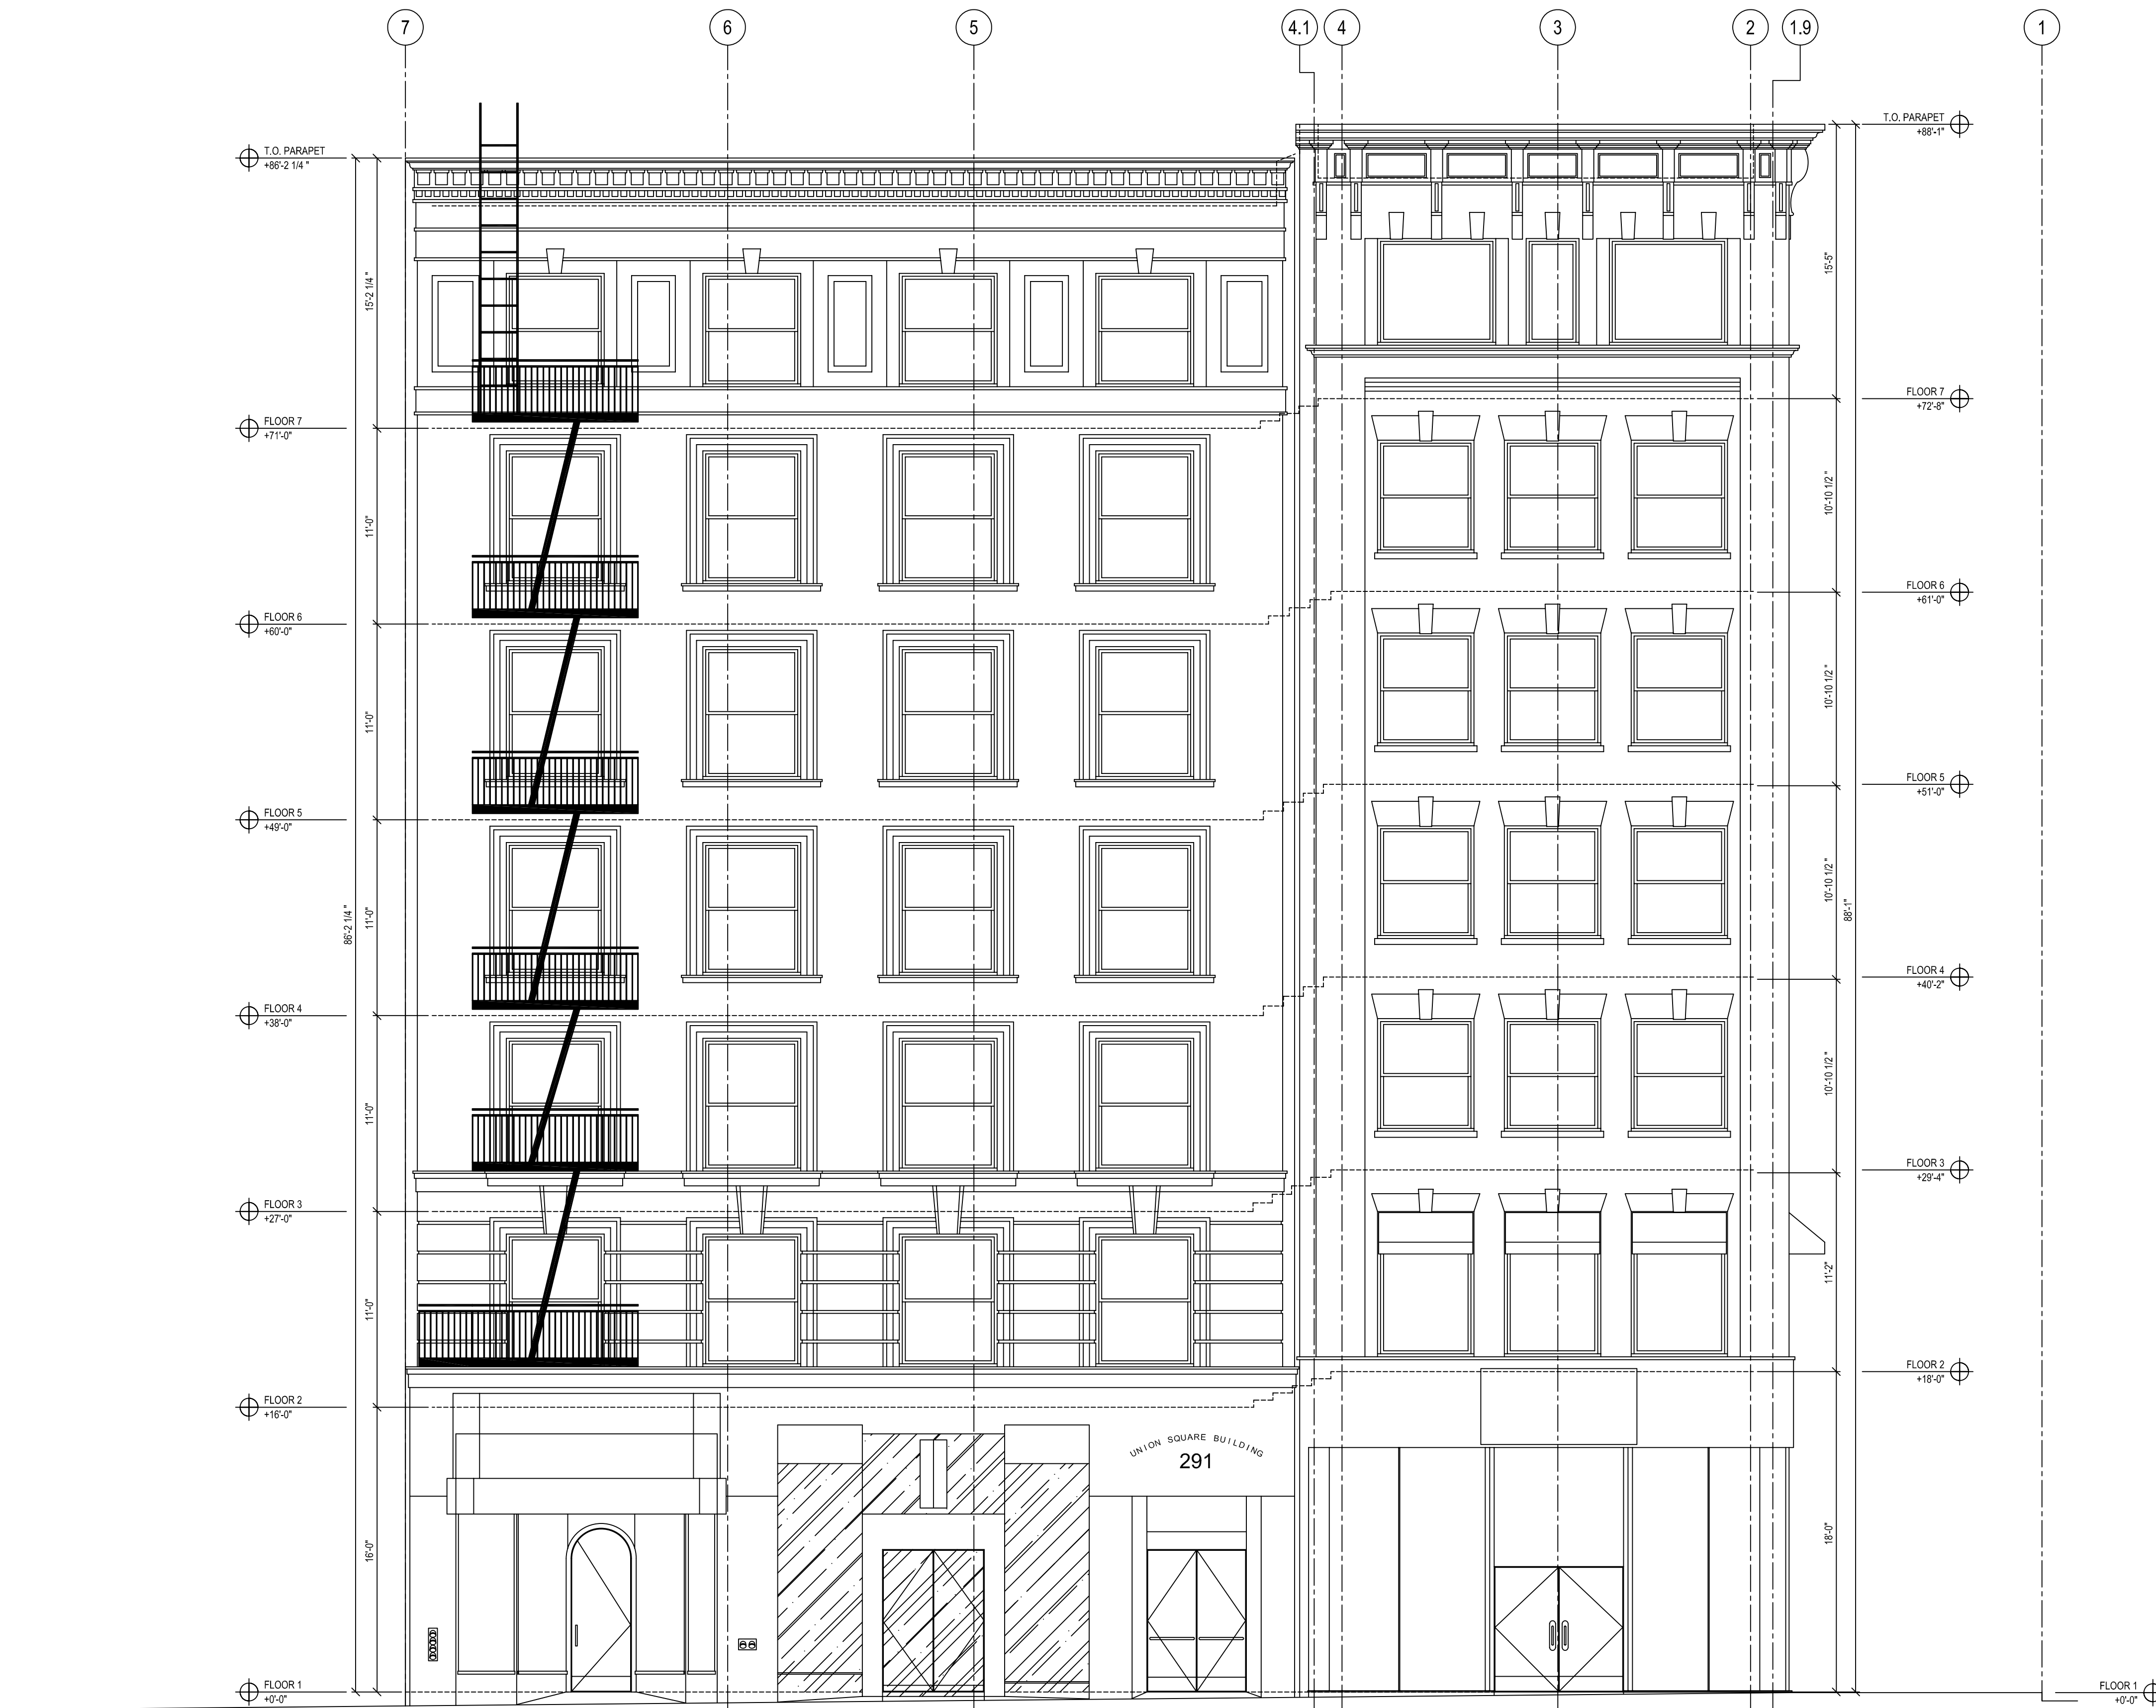 7
6
5
4.1
4
3
2
1.9
1
T.O. PARAPET
+88'-1"
T.O. PARAPET
+86'-2 1/4 "
15'-2 1/4 "
15'-5"
FLOOR 7
+72'-8"
FLOOR 7
+71'-0"
11'-0"
10'-10 1/2 "
FLOOR 6
+61'-0"
FLOOR 6
+60'-0"
11'-0"
10'-10 1/2 "
FLOOR 5
+51'-0"
FLOOR 5
+49'-0"
86'-2 1/4 "
11'-0"
10'-10 1/2 "
88'-1"
FLOOR 4
+40'-2"
FLOOR 4
+38'-0"
11'-0"
10'-10 1/2 "
FLOOR 3
+29'-4"
FLOOR 3
+27'-0"
11'-0"
11'-2"
FLOOR 2
+18'-0"
FLOOR 2
+16'-0"
UNION SQUARE BUILDING
291
16'-0"
18'-0"
FLOOR 1
+0'-0"
FLOOR 1
+0'-0"